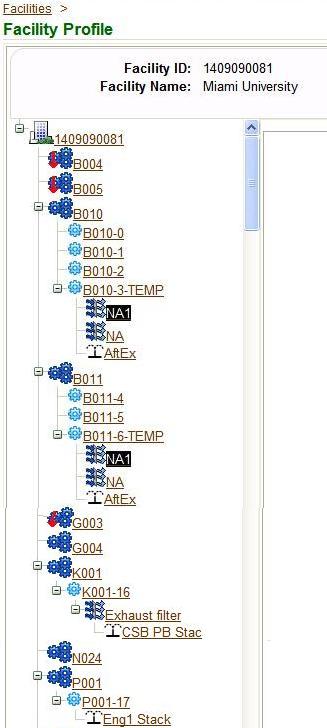 Facilities >
Facility Profile
Facility ID: 1409090081
Facility Name: Miami University
1409090081
B004
B005
B010
B010-0
B010-1
B010-2
B010-3-TEMP
NA1
NA
AftEx
B011
B011-4
B011-5
B011-6-TEMP
NA1
NA
AftEx
G003
G004
K001
K001-16
Exhaust filter
CSB PB Stac
N024
P001
P001-17
Eng1 Stack